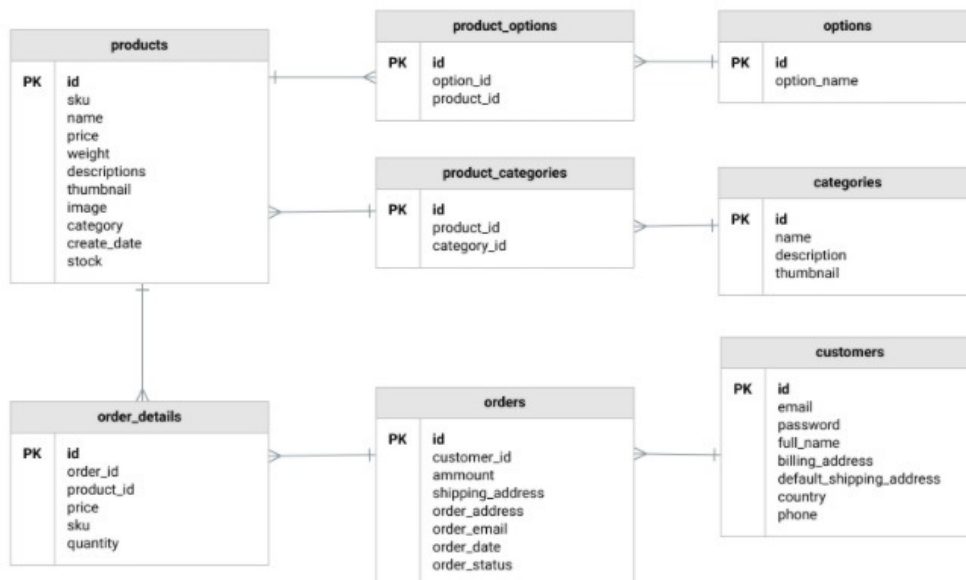 products
PK id
sku
name
price
weight
descriptions
thumbnail
image
category
create_date
stock
product_options
PK id
option_id
product_id
options
PK id
option_name
product_categories
PK id
product_id
category_id
categories
PK id
name
description
thumbnail
order_details
PK id
order_id
product_id
price
sku
quantity
orders
PK id
customer_id
ammount
shipping_address
order_address
order_email
order_date
order_status
customers
PK id
email
password
full_name
billing_address
default_shipping_address
country
phone